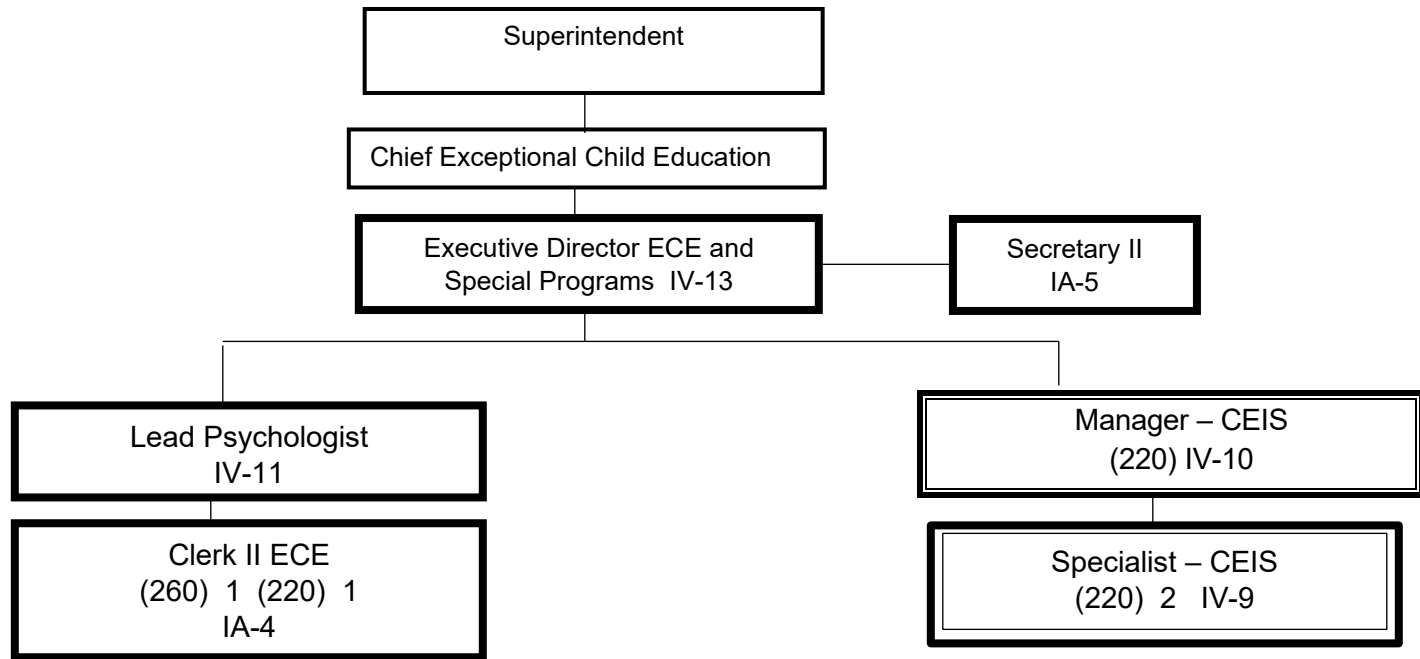 Superintendent
Chief Exceptional Child Education
Executive Director ECE and
Special Programs  IV-13
Secretary II
IA-5
Lead Psychologist
IV-11
Manager – CEIS
(220) IV-10
Clerk II ECE
(260)  1  (220)  1
IA-4
Specialist – CEIS
(220)  2   IV-9